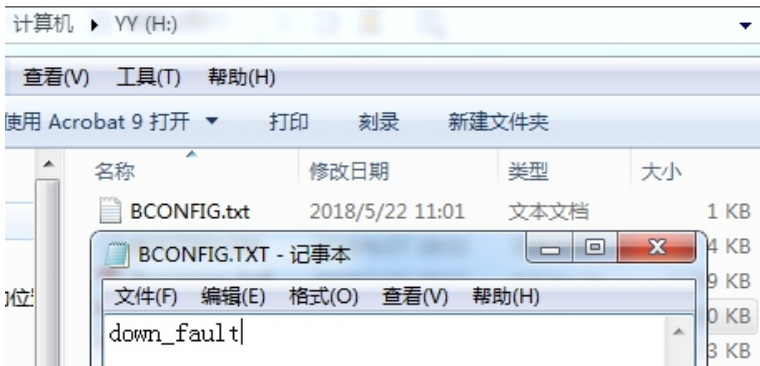 计算机 ▸ YY (H:)
查看(V) 工具(T) 帮助(H)
使用 Acrobat 9 打开 打印 刻录 新建文件夹
名称 修改日期 类型 大小
BCONFIG.txt 2018/5/22 11:01 文本文档 1 KB
BCONFIG.TXT - 记事本
4 KB
文件(F) 编辑(E) 格式(O) 查看(V) 帮助(H)
9 KB
down_fault
0 KB
3 KB